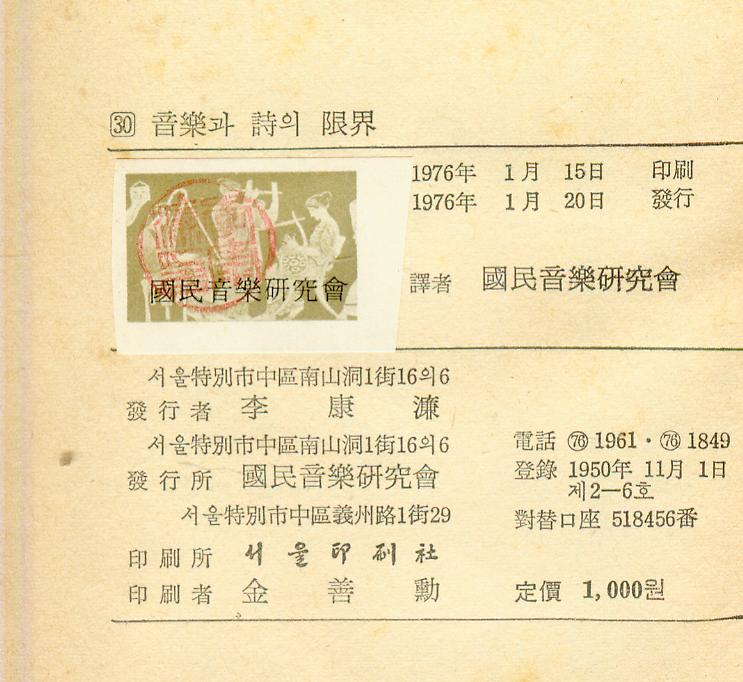 30 音樂과 詩의 限界
1976年 1月 15日 印刷
1976年 1月 20日 發行
國民音樂硏究會
譯者 國民音樂硏究會
서울特別市中區南山洞1街16의6
發行者 李康濂
서울特別市中區南山洞1街16의6
電話 ㊆ 1961·㊆ 1849
發行所 國民音樂硏究會
登錄 1950年 11月 1日
제2—6호
서울特別市中區義州路1街29
對替口座 518456番
印刷所 서울印刷社
印刷者 金善勳
定價 1,000원